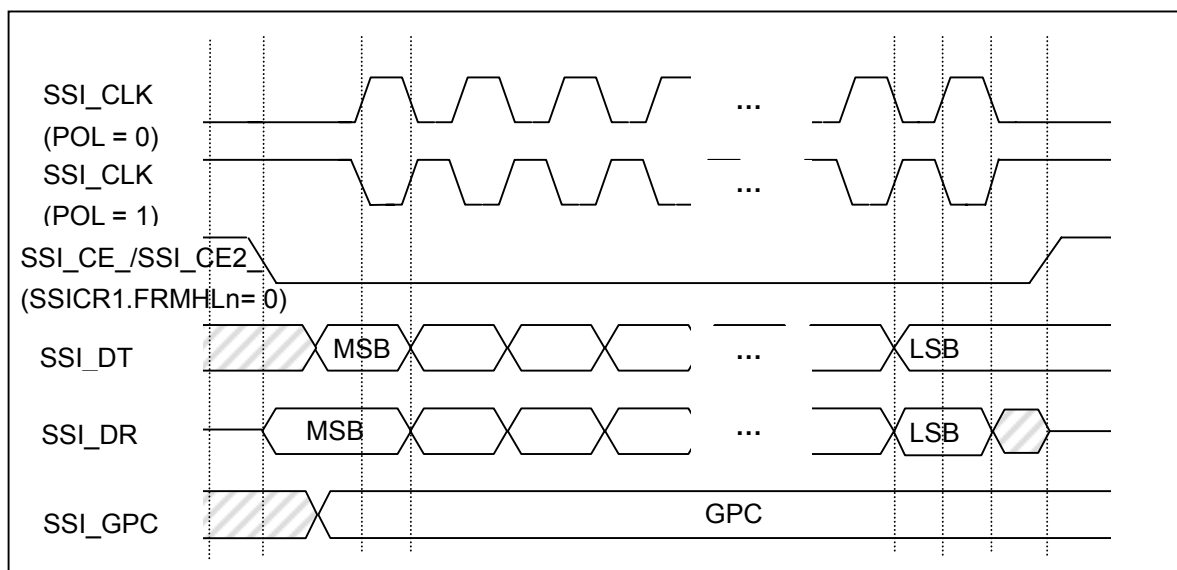 SSI_CLK
(POL = 0)
...
SSI_CLK
(POL = 1)
...
SSI_CE_/SSI_CE2_
(SSICR1.FRMHLn= 0)
SSI_DT
MSB
...
LSB
SSI_DR
MSB
...
LSB
SSI_GPC
GPC